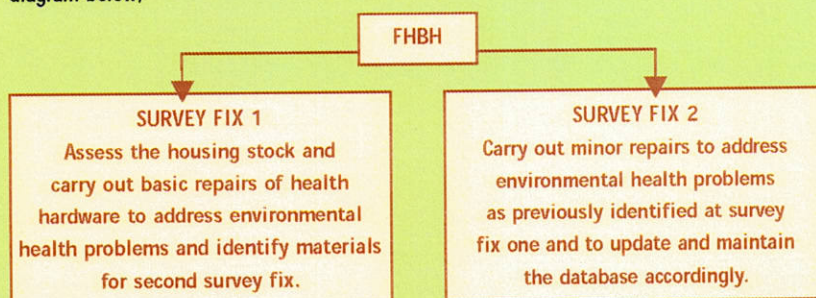 diagram below;
FHBH
SURVEY FIX 1
Assess the housing stock and
carry out basic repairs of health
hardware to address environmental
health problems and identify materials
for second survey fix.
SURVEY FIX 2
Carry out minor repairs to address
environmental health problems
as previously identified at survey
fix one and to update and maintain
the database accordingly.